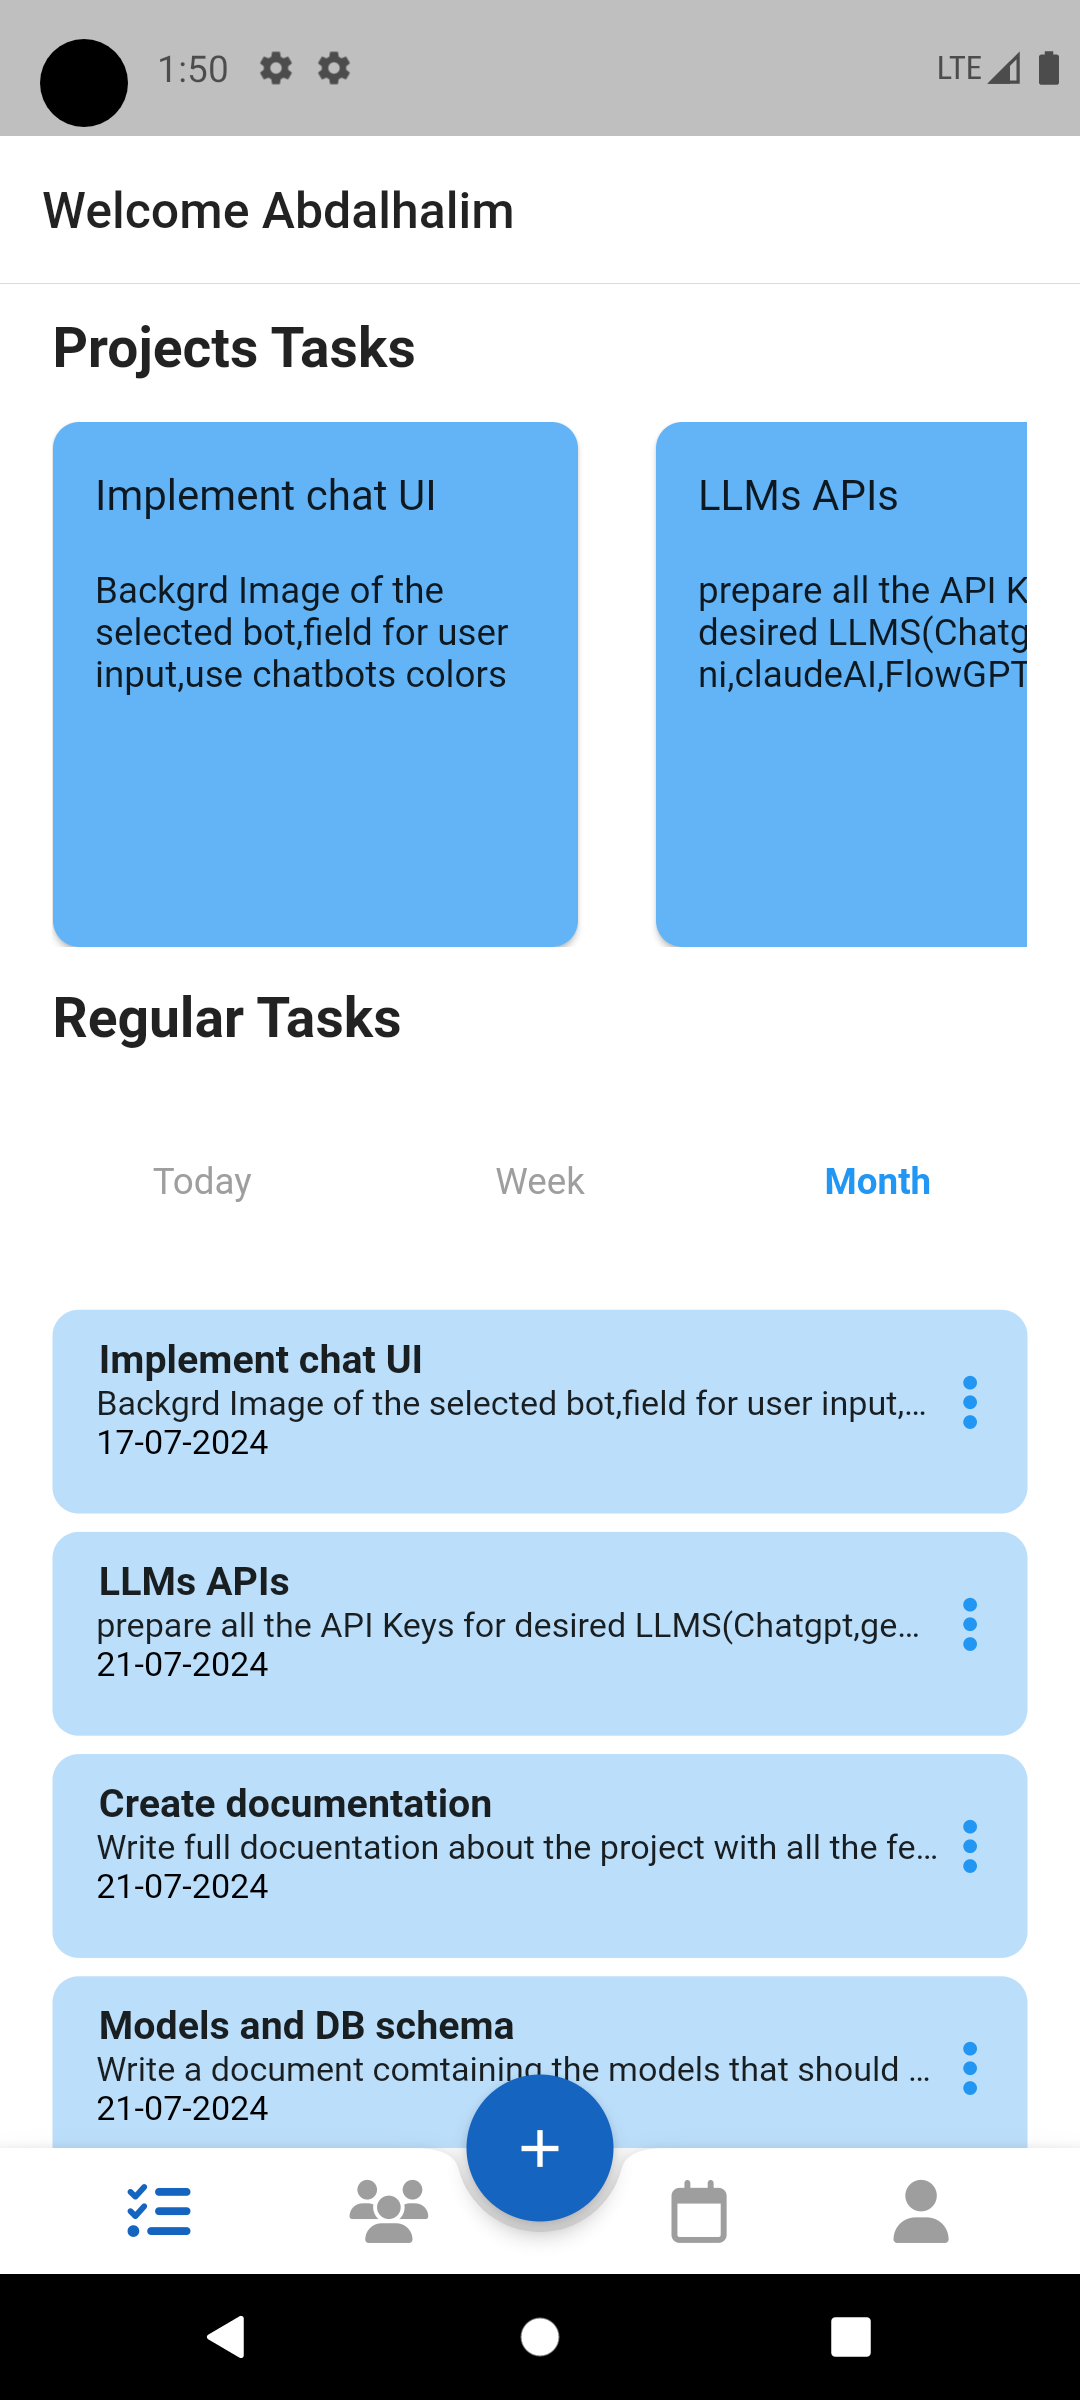 1:50
LTE
Welcome Abdalhalim
Projects Tasks
Implement chat UI
Backgrd Image of the
selected bot,field for user
input,use chatbots colors
LLMs APIs
prepare all the API K
desired LLMS(Chatg
ni,claudeAI,FlowGPT
Regular Tasks
Today Week Month
Implement chat UI
Backgrd Image of the selected bot,field for user input,…
17-07-2024
LLMs APIs
prepare all the API Keys for desired LLMS(Chatgpt,ge…
21-07-2024
Create documentation
Write full docuentation about the project with all the fe…
21-07-2024
Models and DB schema
Write a document comtaining the models that should …
21-07-2024